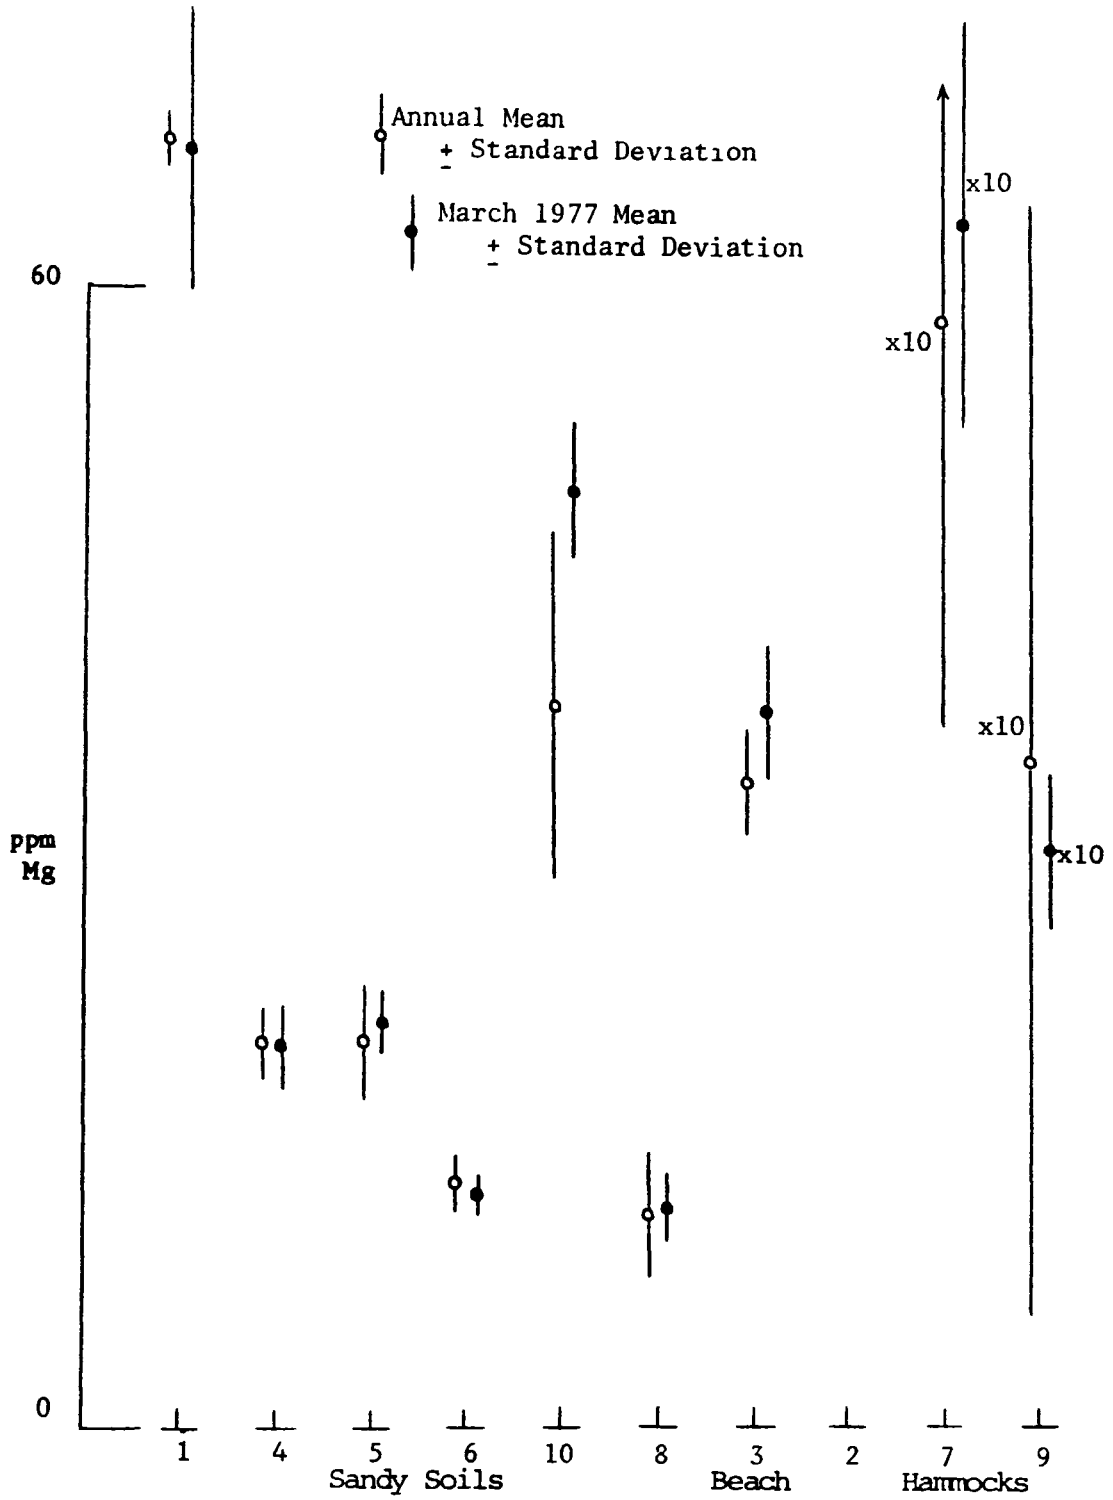 Annual Mean
± Standard Deviation
March 1977 Mean
± Standard Deviation
x10
60
x10
x10
ppm
Mg
x10
0
1 4 5 6 10 8 3 2 7 9
Sandy Soils Beach Hammocks